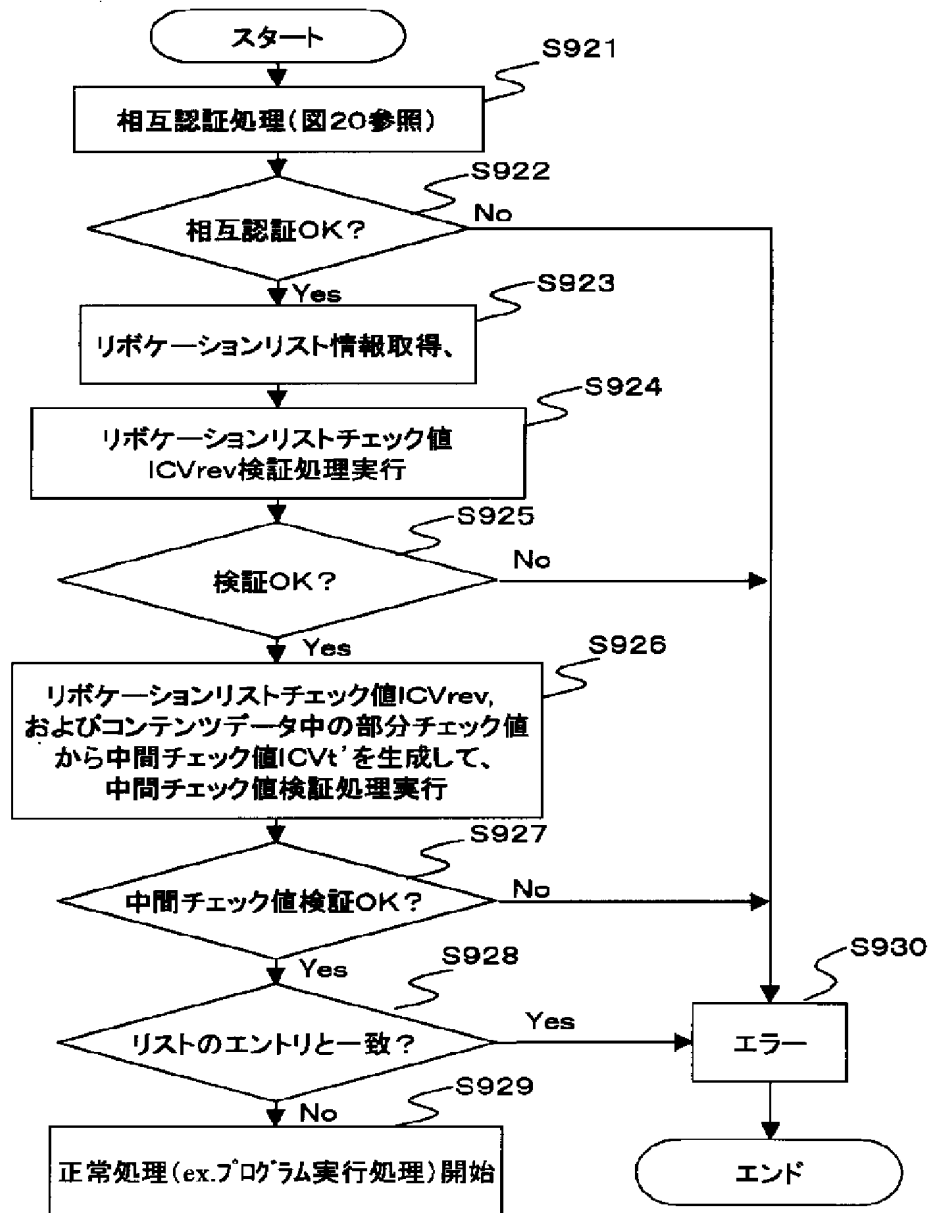 スタート
S921
相互認証処理(図20参照)
S922
相互認証OK?
No
Yes
S923
リボケーションリスト情報取得、
S924
リボケーションリストチェック値
ICVrev検証処理実行
S925
検証OK?
No
Yes
S926
リボケーションリストチェック値ICVrev,
およびコンテンツデータ中の部分チェック値
から中間チェック値ICVt'を生成して、
中間チェック値検証処理実行
S927
中間チェック値検証OK?
No
Yes
S928
リストのエントリと一致?
Yes
S930
エラー
No
S929
正常処理(ex.プログラム実行処理)開始
エンド